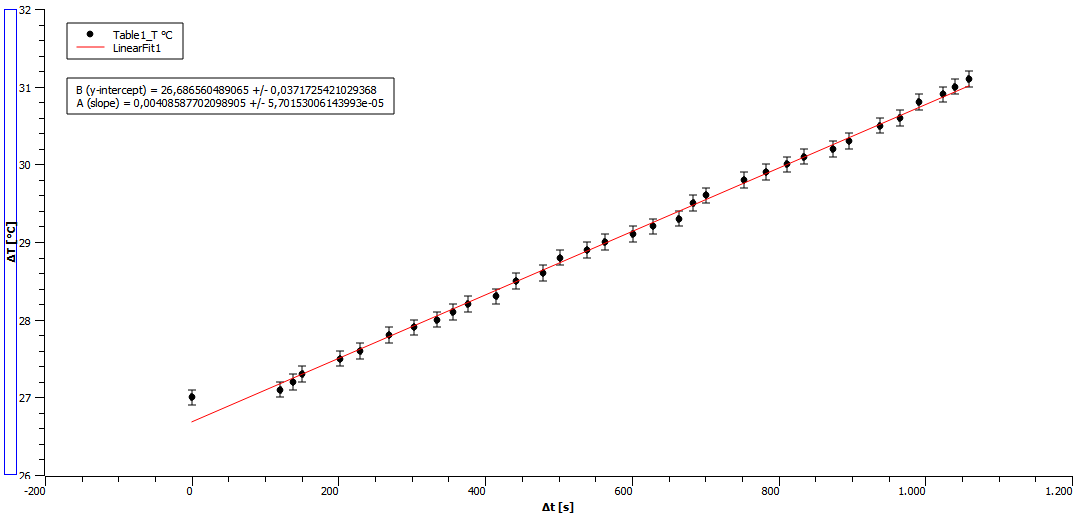 32
31
30
29
28
27
26
ΔT [°C]
Table1_T °C
LinearFit1
B (y-intercept) = 26,686560489065 +/- 0,0371725421029368
A (slope) = 0,00408587702098905 +/- 5,70153006143993e-05
-200 0 200 400 600 800 1.000 1.200
Δt [s]